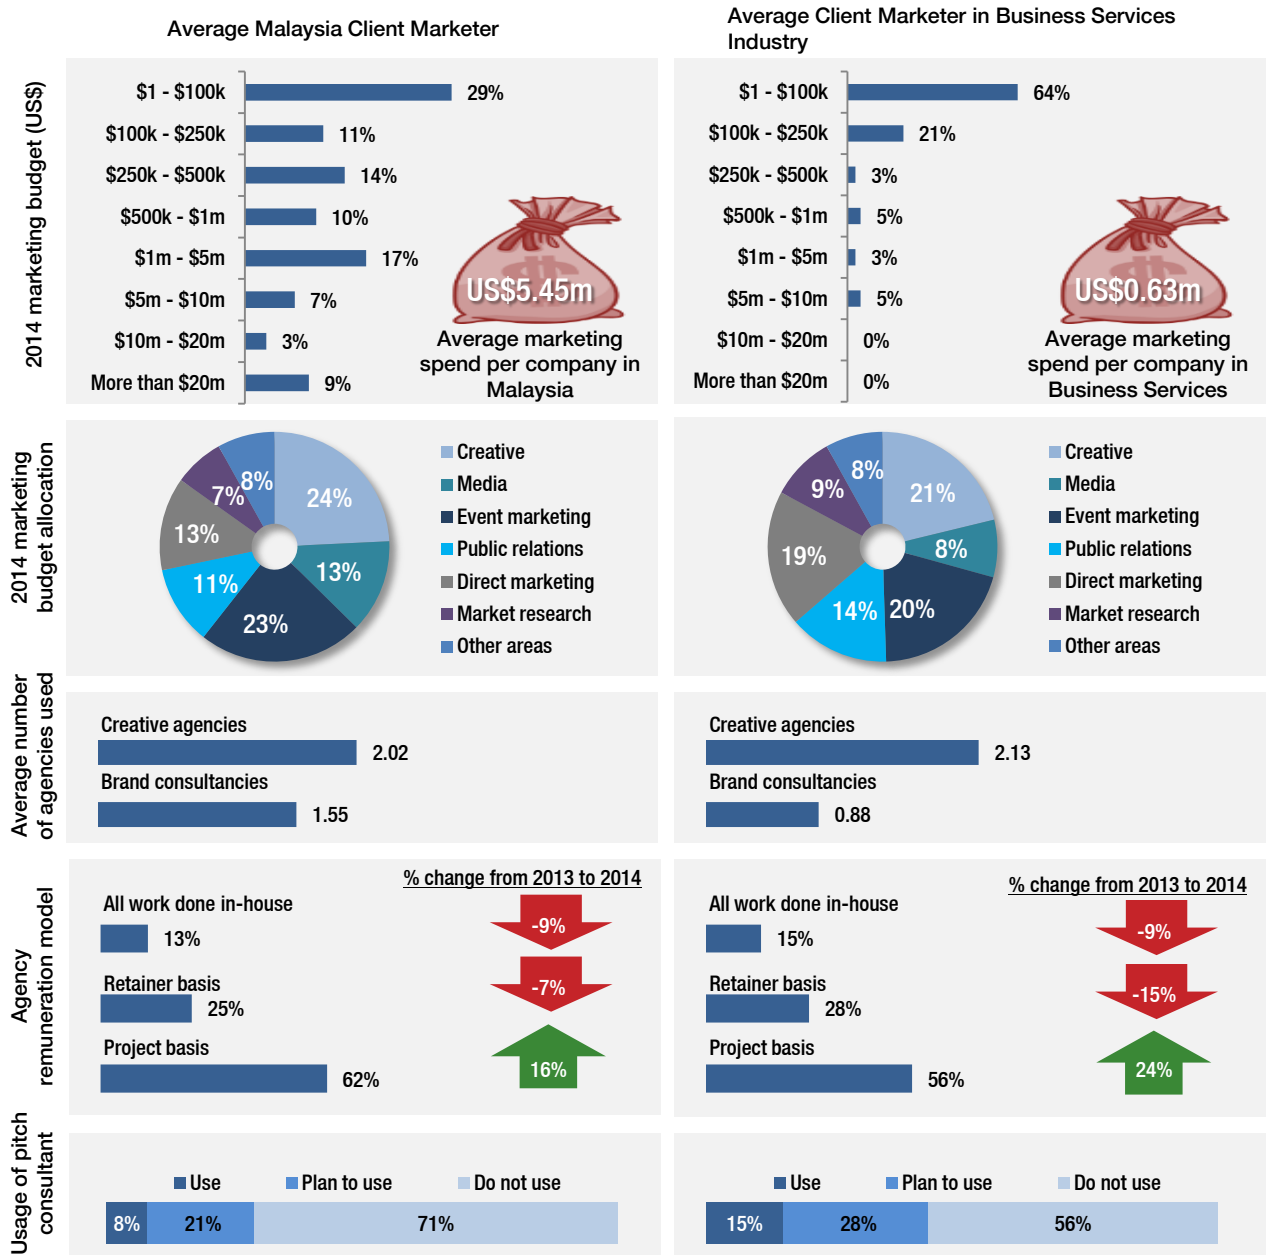 Average Malaysia Client Marketer
Average Client Marketer in Business Services
Industry
2014 marketing budget (US$)
$1 - $100k 29%
$100k - $250k 11%
$250k - $500k 14%
$500k - $1m 10%
$1m - $5m 17%
$5m - $10m 7%
$10m - $20m 3%
More than $20m 9%
US$5.45m
Average marketing
spend per company in
Malaysia
$1 - $100k 64%
$100k - $250k 21%
$250k - $500k 3%
$500k - $1m 5%
$1m - $5m 3%
$5m - $10m 5%
$10m - $20m 0%
More than $20m 0%
US$0.63m
Average marketing
spend per company in
Business Services
2014 marketing
budget allocation
24%
13%
23%
11%
13%
7%
8%
Creative
Media
Event marketing
Public relations
Direct marketing
Market research
Other areas
21%
8%
20%
14%
19%
9%
8%
Creative
Media
Event marketing
Public relations
Direct marketing
Market research
Other areas
Average number
of agencies used
Creative agencies
2.02
Brand consultancies
1.55
Creative agencies
2.13
Brand consultancies
0.88
Agency
remuneration model
% change from 2013 to 2014
All work done in-house
13% -9%
Retainer basis
25% -7%
Project basis
62% 16%
% change from 2013 to 2014
All work done in-house
15% -9%
Retainer basis
28% -15%
Project basis
56% 24%
Usage of pitch
consultant
Use Plan to use Do not use
8% 21% 71%
Use Plan to use Do not use
15% 28% 56%